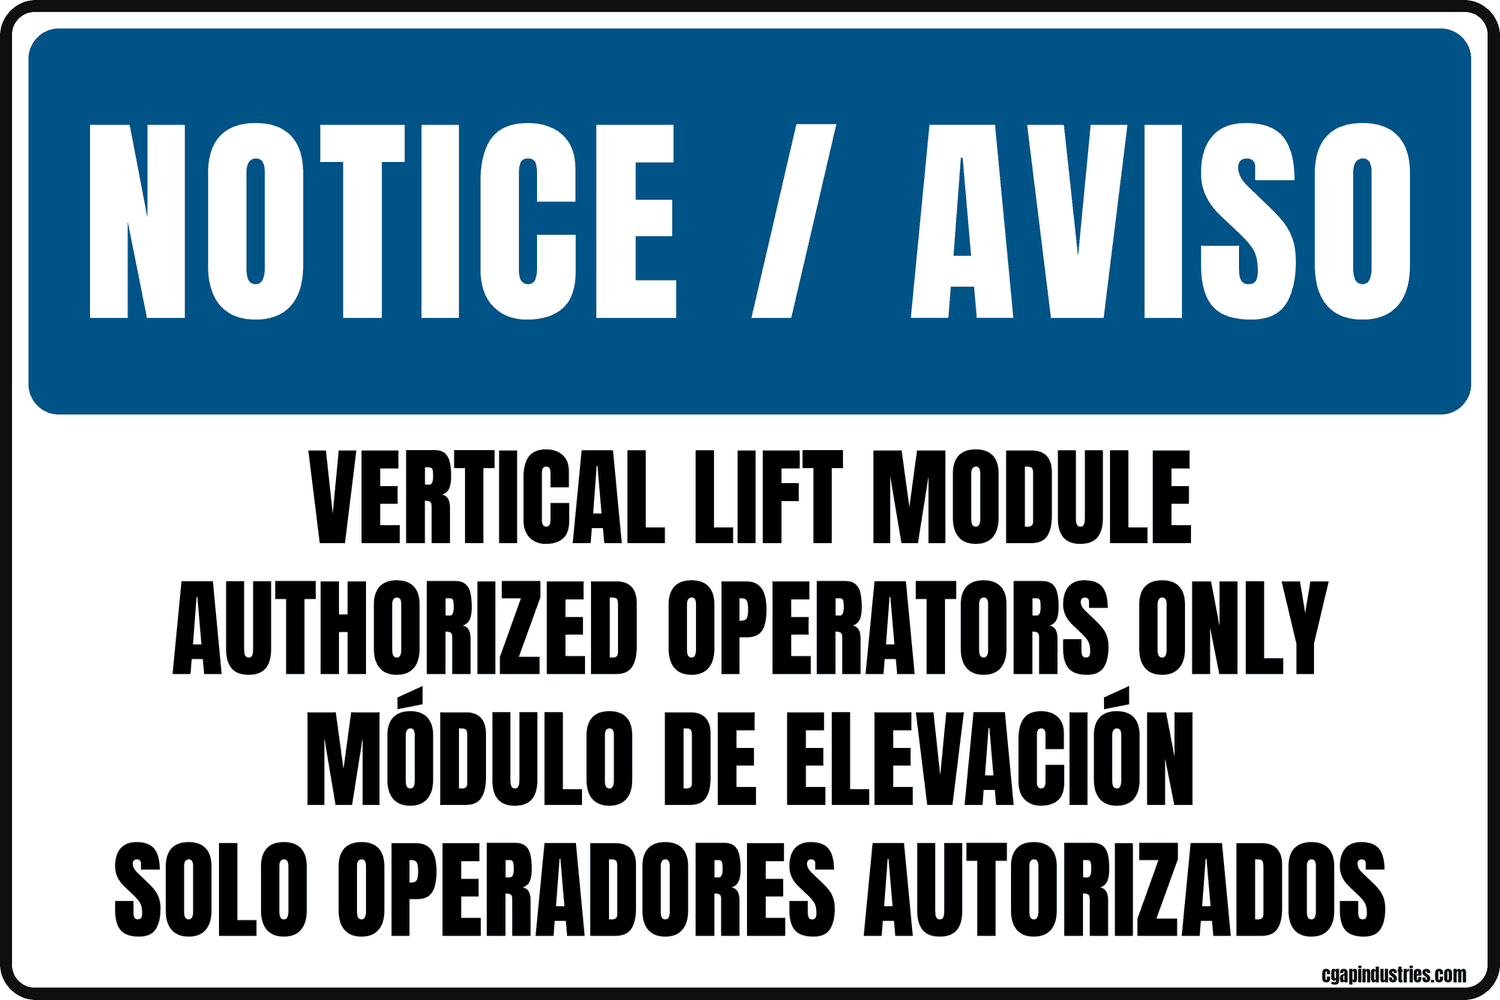 NOTICE / AVISO
VERTICAL LIFT MODULE
AUTHORIZED OPERATORS ONLY
MÓDULO DE ELEVACIÓN
SOLO OPERADORES AUTORIZADOS
cgapindustries.com